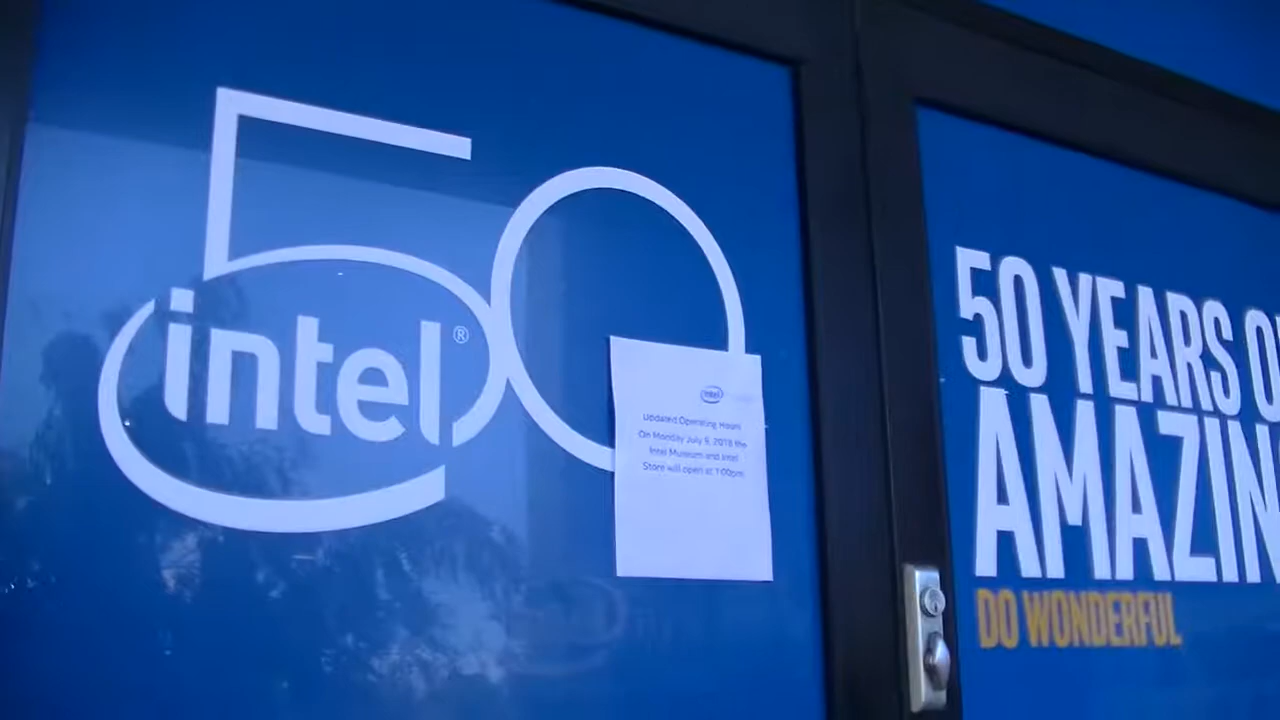 50
intel®
intel
Updated Operating Hours
On Monday July 9, 2018 the
Intel Museum and Intel
Store will open at 1:00pm.
50 YEARS O
AMAZIN
DO WONDERFUL